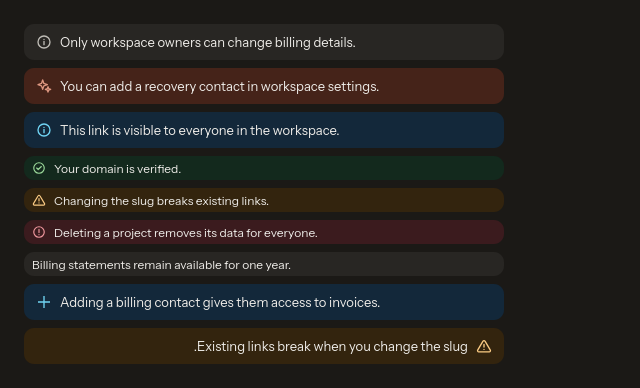 Only workspace owners can change billing details.
You can add a recovery contact in workspace settings.
This link is visible to everyone in the workspace.
Your domain is verified.
Changing the slug breaks existing links.
Deleting a project removes its data for everyone.
Billing statements remain available for one year.
Adding a billing contact gives them access to invoices.
.Existing links break when you change the slug